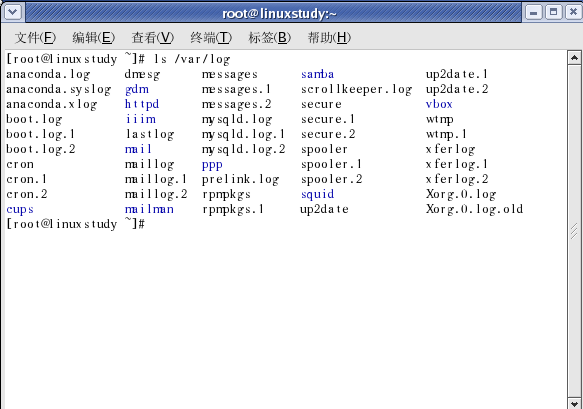 root@linuxstudy:~
文件(F) 编辑(E) 查看(V) 终端(T) 标签(B) 帮助(H)
[root@linuxstudy ~]# ls /var/log
anaconda.log dmesg messages samba up2date.1
anaconda.syslog gdm messages.1 scrollkeeper.log up2date.2
anaconda.xlog httpd messages.2 secure vbox
boot.log iiim mysqld.log secure.1 wtmp
boot.log.1 lastlog mysqld.log.1 secure.2 wtmp.1
boot.log.2 mail mysqld.log.2 spooler xferlog
cron maillog ppp spooler.1 xferlog.1
cron.1 maillog.1 prelink.log spooler.2 xferlog.2
cron.2 maillog.2 rpmpkgs squid Xorg.0.log
cups mailman rpmpkgs.1 up2date Xorg.0.log.old
[root@linuxstudy ~]#